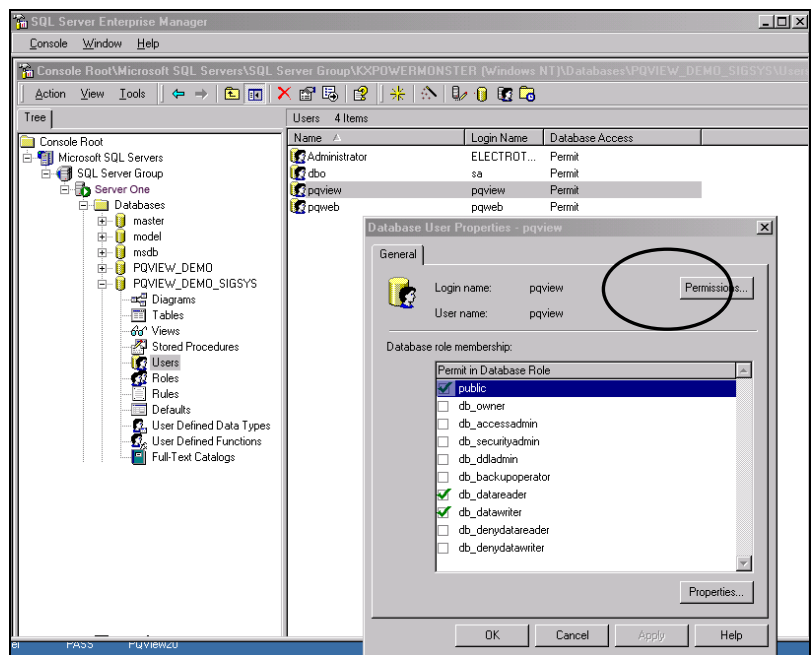 SQL Server Enterprise Manager
Console Window Help
Console Root\Microsoft SQL Servers\SQL Server Group\KXPOWERMONSTER (Windows NT)\Databases\PQVIEW_DEMO_SIGSYS\Users
Action View Tools
Tree
Users 4 Items
Name Login Name Database Access
Administrator ELECTROT... Permit
dbo sa Permit
pqview pqview Permit
pqweb pqweb Permit
Console Root
Microsoft SQL Servers
SQL Server Group
Server One
Databases
master
model
msdb
PQVIEW_DEMO
PQVIEW_DEMO_SIGSYS
Diagrams
Tables
Views
Stored Procedures
Users
Roles
Rules
Defaults
User Defined Data Types
User Defined Functions
Full-Text Catalogs
Database User Properties - pqview
General
Login name: pqview
Permissions...
User name: pqview
Database role membership:
Permit in Database Role
public
db_owner
db_accessadmin
db_securityadmin
db_ddladmin
db_backupoperator
db_datareader
db_datawriter
db_denydatareader
db_denydatawriter
Properties...
OK Cancel Apply Help
PASS PQView20